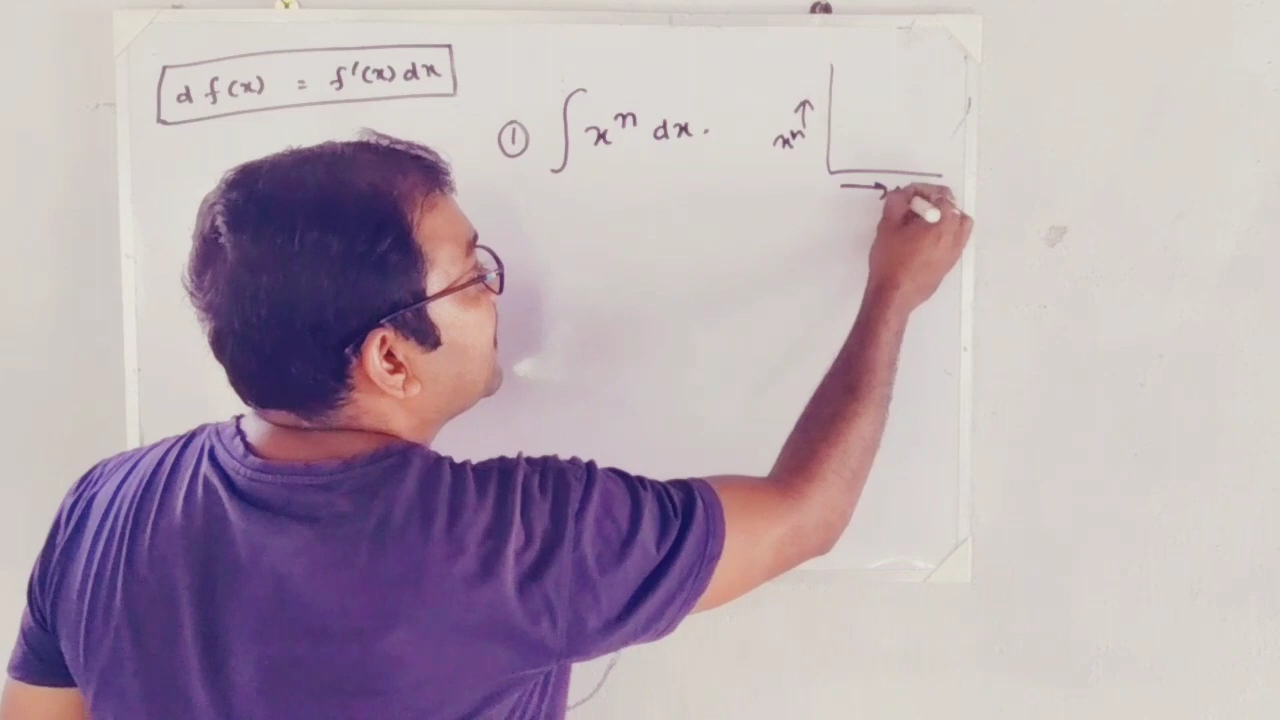 d f(x) = f'(x) dx
① ∫ xⁿ dx.
xⁿ ↑
→